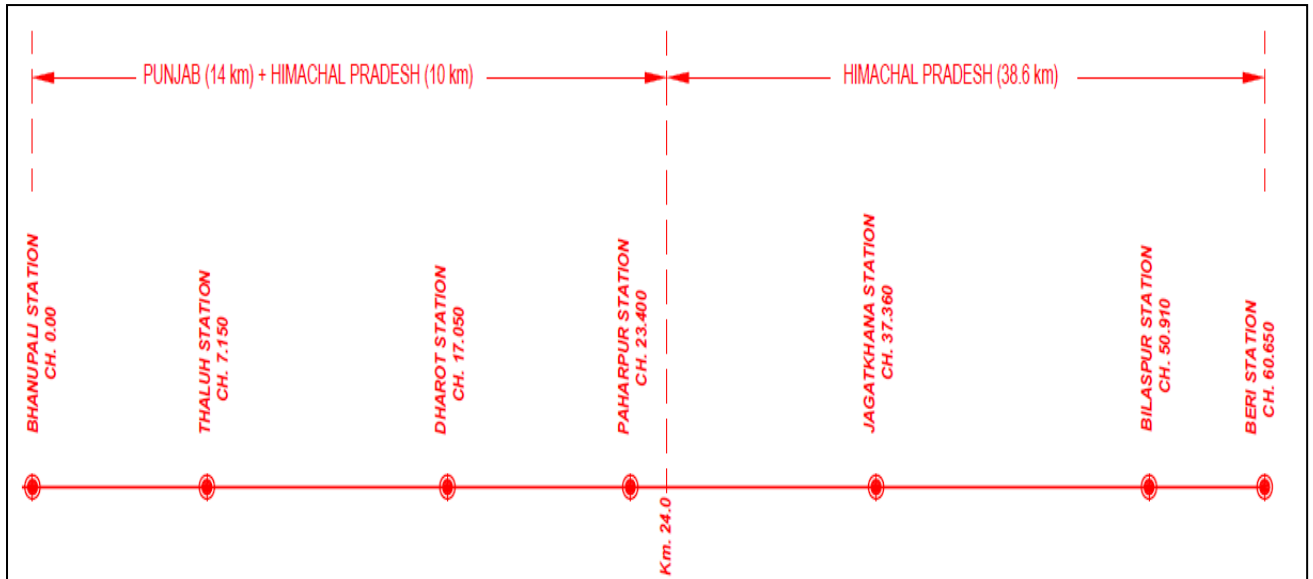 PUNJAB (14 km) + HIMACHAL PRADESH (10 km)
HIMACHAL PRADESH (38.6 km)
BHANUPALI STATION
CH. 0.00
THALUH STATION
CH. 7.150
DHAROT STATION
CH. 17.050
PAHARPUR STATION
CH. 23.400
Km. 24.0
JAGATKHANA STATION
CH. 37.360
BILASPUR STATION
CH. 50.910
BERI STATION
CH. 60.650